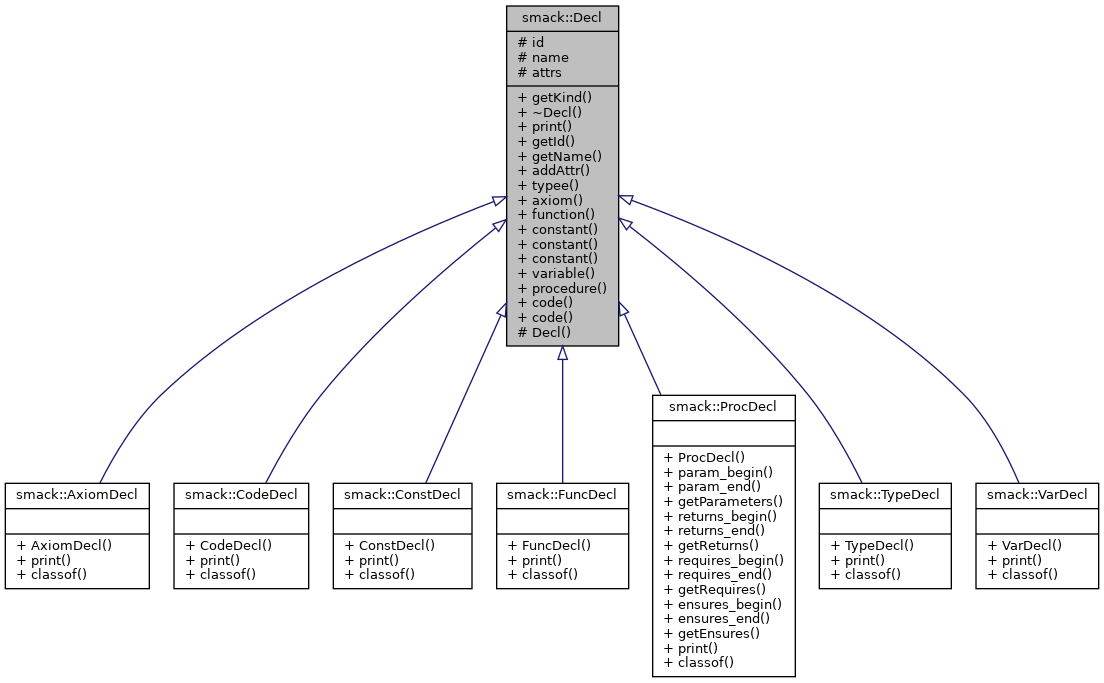 smack::Decl
# id
# name
# attrs
+ getKind()
+ ~Decl()
+ print()
+ getId()
+ getName()
+ addAttr()
+ typee()
+ axiom()
+ function()
+ constant()
+ constant()
+ constant()
+ variable()
+ procedure()
+ code()
+ code()
# Decl()
smack::AxiomDecl
+ AxiomDecl()
+ print()
+ classof()
smack::CodeDecl
+ CodeDecl()
+ print()
+ classof()
smack::ConstDecl
+ ConstDecl()
+ print()
+ classof()
smack::FuncDecl
+ FuncDecl()
+ print()
+ classof()
smack::ProcDecl
+ ProcDecl()
+ param_begin()
+ param_end()
+ getParameters()
+ returns_begin()
+ returns_end()
+ getReturns()
+ requires_begin()
+ requires_end()
+ getRequires()
+ ensures_begin()
+ ensures_end()
+ getEnsures()
+ print()
+ classof()
smack::TypeDecl
+ TypeDecl()
+ print()
+ classof()
smack::VarDecl
+ VarDecl()
+ print()
+ classof()